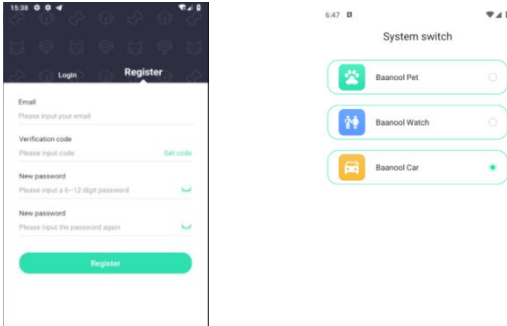 15:38
Login
Register
Email
Please input your email
Verification code
Please input code
Get code
New password
Please input a 6~12 digit password
New password
Please input the password again
Register
6:47
System switch
Baanool Pet
Baanool Watch
Baanool Car